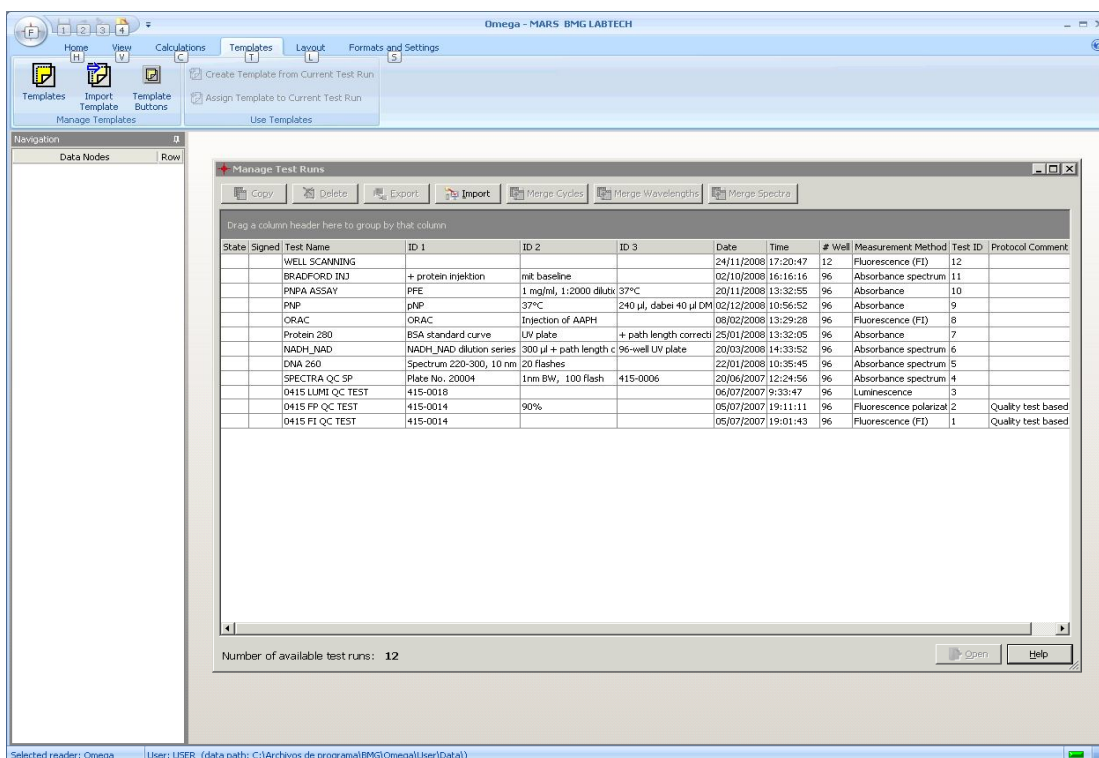 Omega - MARS BMG LABTECH
F 1 2 3 4
Home View Calculations Templates Layout Formats and Settings
H V C T L S
Templates Import Template Template Buttons
Manage Templates
Create Template from Current Test Run
Assign Template to Current Test Run
Use Templates
Navigation
Data Nodes Row
Manage Test Runs
Copy Delete Export Import Merge Cycles Merge Wavelengths Merge Spectra
Drag a column header here to group by that column
State Signed Test Name ID 1 ID 2 ID 3 Date Time # Well Measurement Method Test ID Protocol Comment
WELL SCANNING 24/11/2008 17:20:47 12 Fluorescence (FI) 12
BRADFORD INJ + protein injektion mit baseline 02/10/2008 16:16:16 96 Absorbance spectrum 11
PNPA ASSAY PFE 1 mg/ml, 1:2000 dilutic 37°C 20/11/2008 13:32:55 96 Absorbance 10
PNP pNP 37°C 240 µl, dabei 40 µl DM 02/12/2008 10:56:52 96 Absorbance 9
ORAC ORAC Injection of AAPH 08/02/2008 13:29:28 96 Fluorescence (FI) 8
Protein 280 BSA standard curve UV plate + path length correcti 25/01/2008 13:32:05 96 Absorbance 7
NADH_NAD NADH_NAD dilution series 300 µl + path length c 96-well UV plate 20/03/2008 14:33:52 96 Absorbance spectrum 6
DNA 260 Spectrum 220-300, 10 nm 20 flashes 22/01/2008 10:35:45 96 Absorbance spectrum 5
SPECTRA QC SP Plate No. 20004 1nm BW, 100 flash 415-0006 20/06/2007 12:24:56 96 Absorbance spectrum 4
0415 LUMI QC TEST 415-0018 06/07/2007 9:33:47 96 Luminescence 3
0415 FP QC TEST 415-0014 90% 05/07/2007 19:11:11 96 Fluorescence polarizat 2 Quality test based
0415 FI QC TEST 415-0014 05/07/2007 19:01:43 96 Fluorescence (FI) 1 Quality test based
Number of available test runs: 12
Open Help
Selected reader: Omega User: USER (data path: C:\Archivos de programa\BMG\Omega\User\Data\)